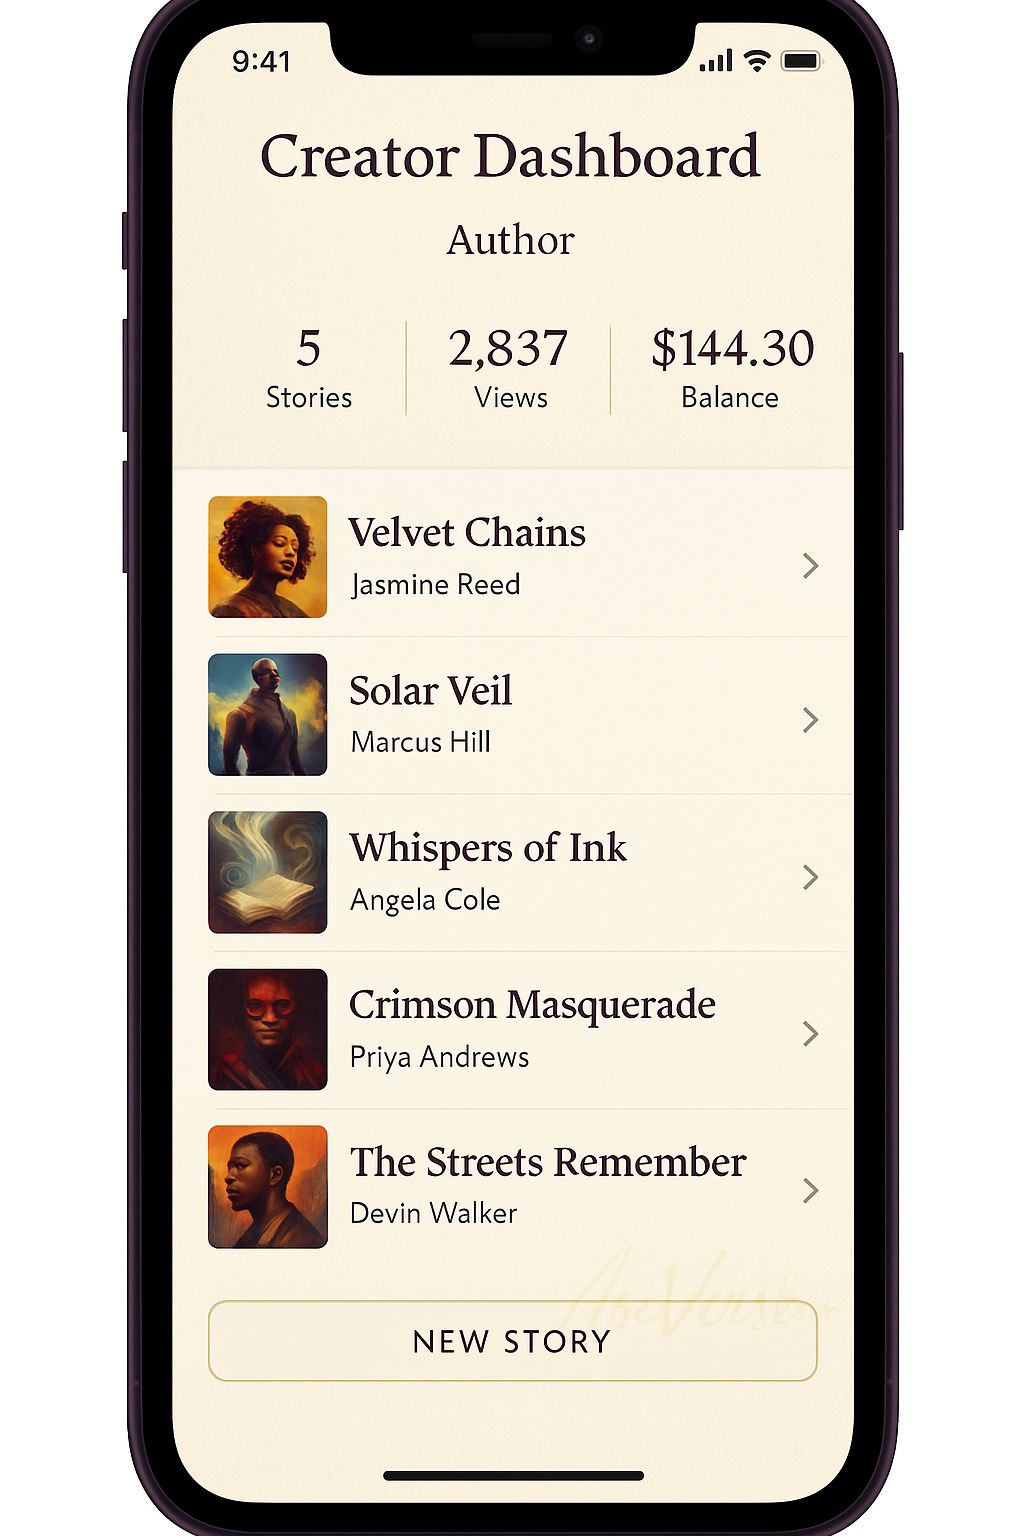 9:41
Creator Dashboard
Author
5 2,837 $144.30
Stories Views Balance
Velvet Chains
Jasmine Reed
Solar Veil
Marcus Hill
Whispers of Ink
Angela Cole
Crimson Masquerade
Priya Andrews
The Streets Remember
Devin Walker
NEW STORY